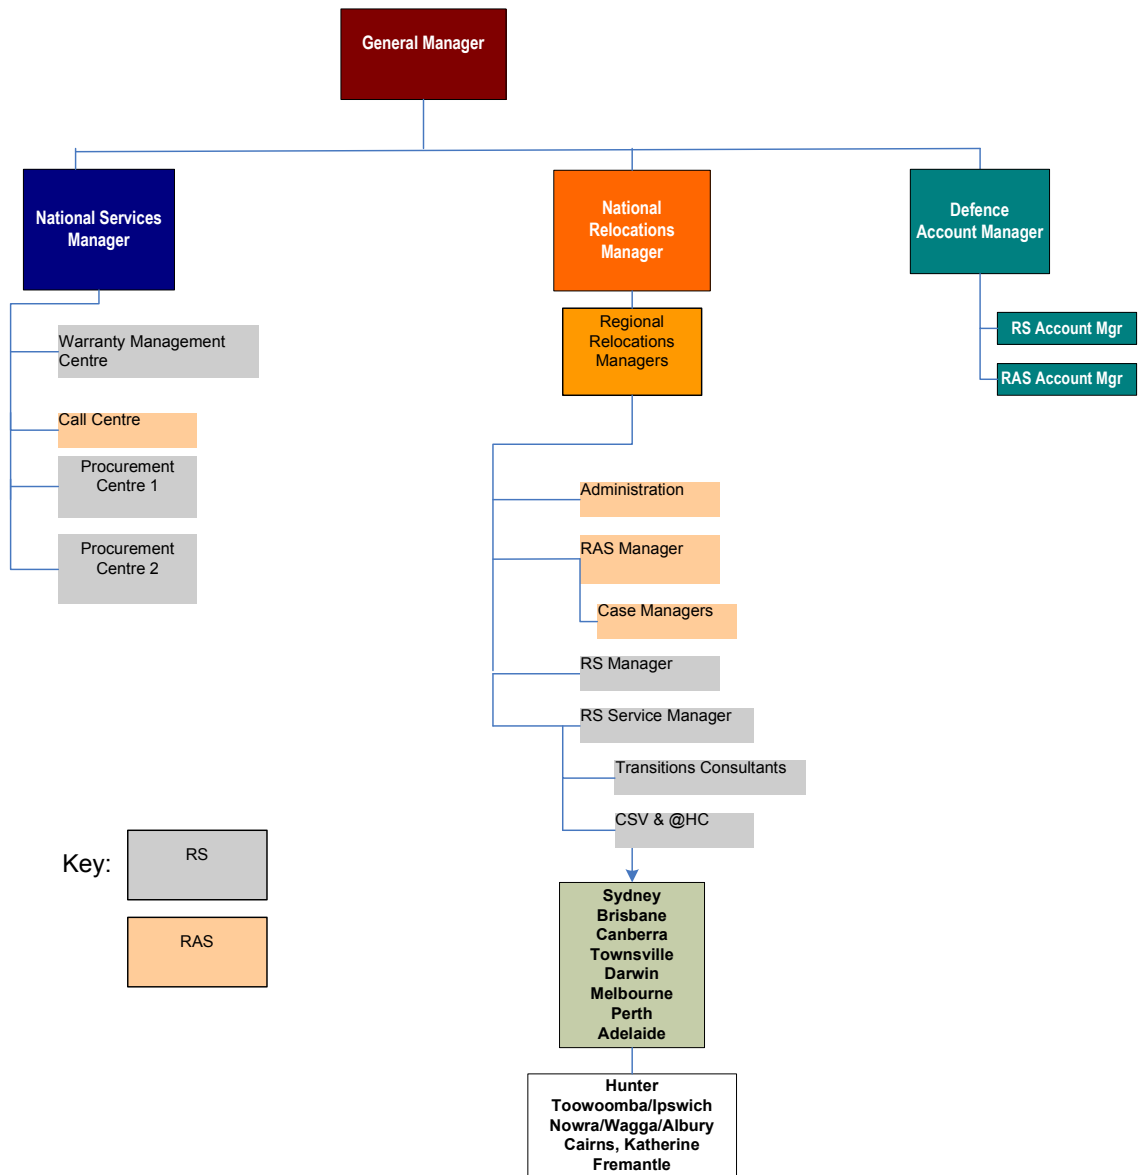 General Manager
National Services
Manager
National
Relocations
Manager
Defence
Account Manager
Warranty Management
Centre
Call Centre
Procurement
Centre 1
Procurement
Centre 2
Regional
Relocations
Managers
RS Account Mgr
RAS Account Mgr
Administration
RAS Manager
Case Managers
RS Manager
RS Service Manager
Transitions Consultants
CSV & @HC
Key:
RS
RAS
Sydney
Brisbane
Canberra
Townsville
Darwin
Melbourne
Perth
Adelaide
Hunter
Toowoomba/Ipswich
Nowra/Wagga/Albury
Cairns, Katherine
Fremantle